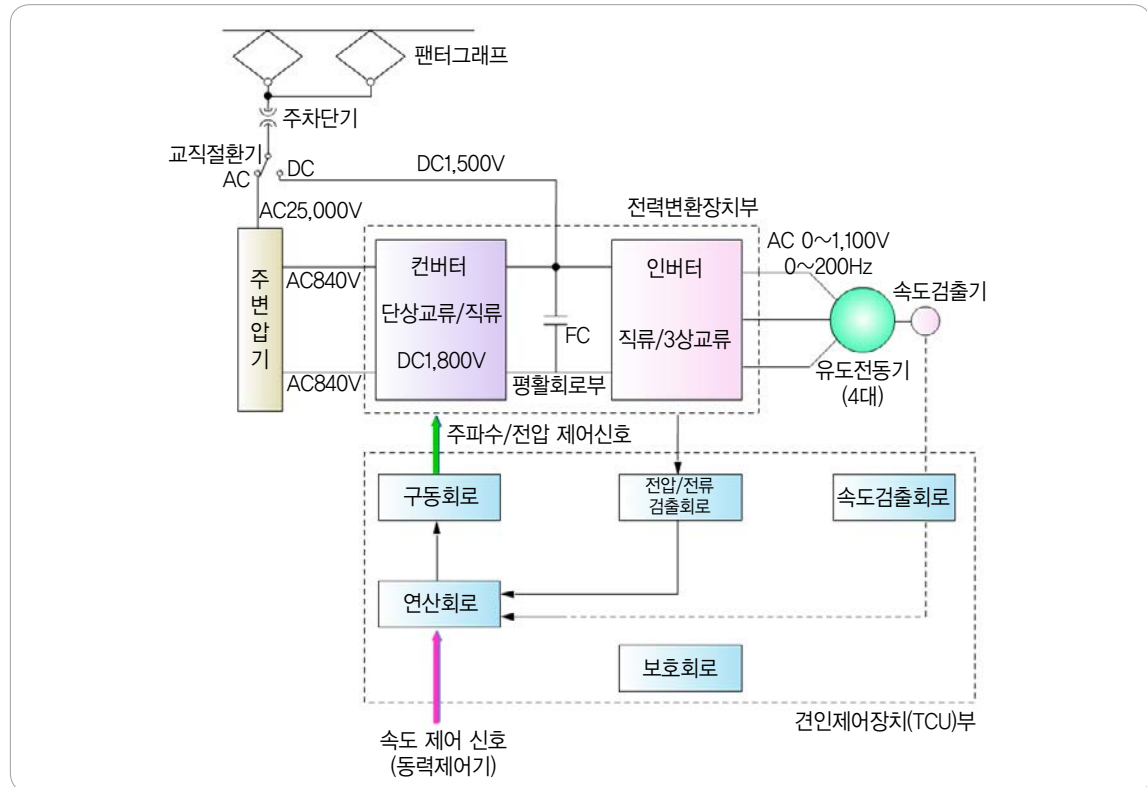 팬터그래프
주차단기
교직절환기
AC
DC
DC1,500V
AC25,000V
전력변환장치부
주변압기
AC840V
AC840V
컨버터
단상교류/직류
DC1,800V
FC
평활회로부
인버터
직류/3상교류
AC 0~1,100V
0~200Hz
속도검출기
유도전동기
(4대)
주파수/전압 제어신호
구동회로
전압/전류
검출회로
속도검출회로
연산회로
보호회로
견인제어장치(TCU)부
속도 제어 신호
(동력제어기)